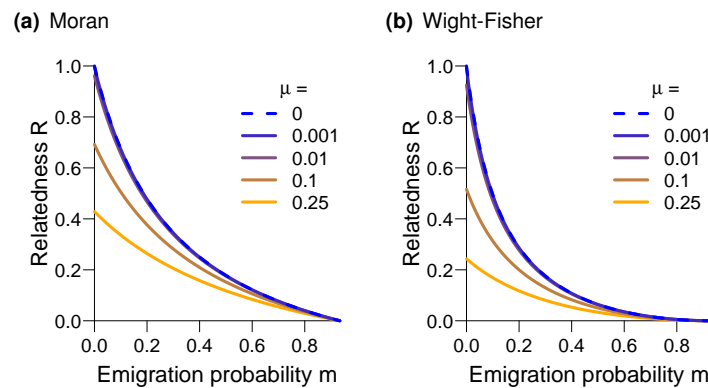 (a) Moran
1.0
0.8
0.6
0.4
0.2
0.0
Relatedness R
0.0 0.2 0.4 0.6 0.8
Emigration probability m
μ =
0
0.001
0.01
0.1
0.25
(b) Wight-Fisher
1.0
0.8
0.6
0.4
0.2
0.0
Relatedness R
0.0 0.2 0.4 0.6 0.8
Emigration probability m
μ =
0
0.001
0.01
0.1
0.25